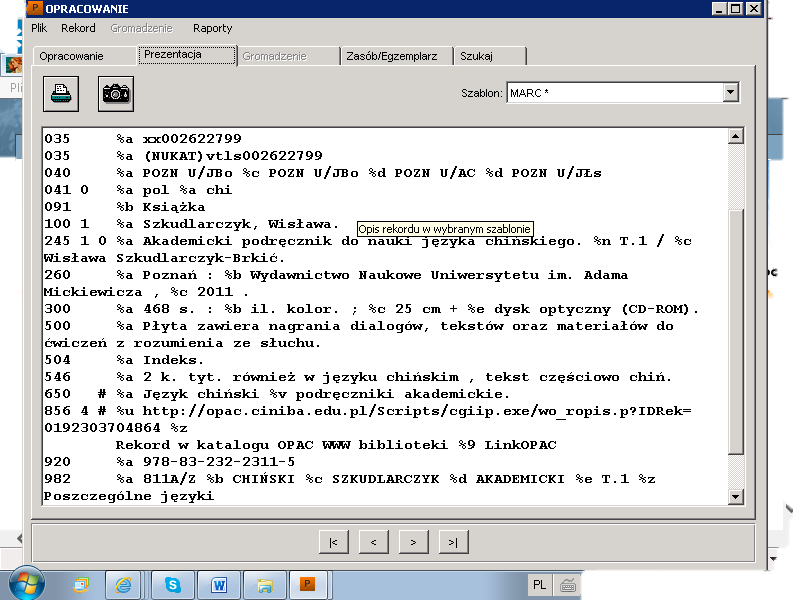 P OPRACOWANIE
Plik Rekord Gromadzenie Raporty
Opracowanie Prezentacja Gromadzenie Zasób/Egzemplarz Szukaj
Pli
Szablon: MARC *
035 %a xx002622799
035 %a (NUKAT)vtls002622799
040 %a POZN U/JBo %c POZN U/JBo %d POZN U/AC %d POZN U/JŁs
041 0 %a pol %a chi
091 %b Książka
100 1 %a Szkudlarczyk, Wisława.
Opis rekordu w wybranym szablonie
245 1 0 %a Akademicki podręcznik do nauki języka chińskiego. %n T.1 / %c
Wisława Szkudlarczyk-Brkić.
260 %a Poznań : %b Wydawnictwo Naukowe Uniwersytetu im. Adama
Mickiewicza , %c 2011 .
300 %a 468 s. : %b il. kolor. ; %c 25 cm + %e dysk optyczny (CD-ROM).
500 %a Płyta zawiera nagrania dialogów, tekstów oraz materiałów do
ćwiczeń z rozumienia ze słuchu.
504 %a Indeks.
546 %a 2 k. tyt. również w języku chińskim , tekst częściowo chiń.
650 # %a Język chiński %v podręczniki akademickie.
856 4 # %u http://opac.ciniba.edu.pl/Scripts/cgiip.exe/wo_ropis.p?IDRek=
0192303704864 %z
Rekord w katalogu OPAC WWW biblioteki %9 LinkOPAC
920 %a 978-83-232-2311-5
982 %a 811A/Z %b CHIŃSKI %c SZKUDLARCZYK %d AKADEMICKI %e T.1 %z
Poszczególne języki
|< < > >|
PL